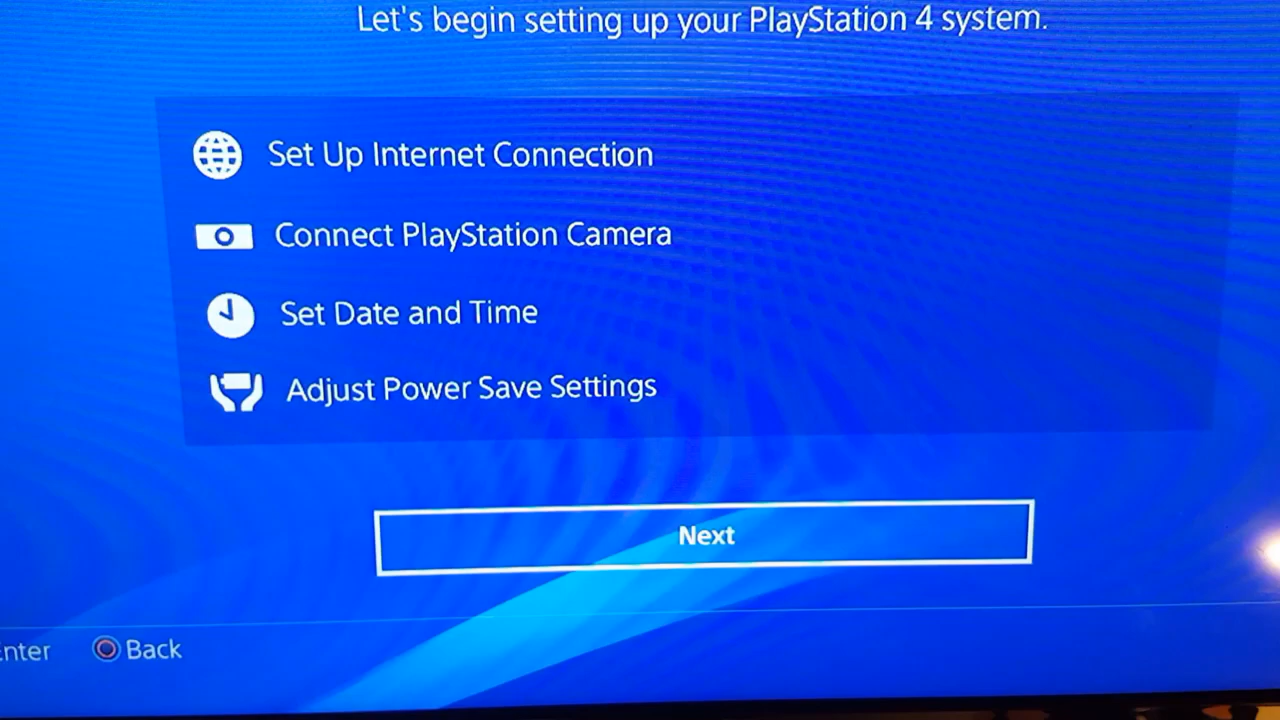 Let's begin setting up your PlayStation 4 system.
Set Up Internet Connection
Connect PlayStation Camera
Set Date and Time
Adjust Power Save Settings
Next
Enter Back